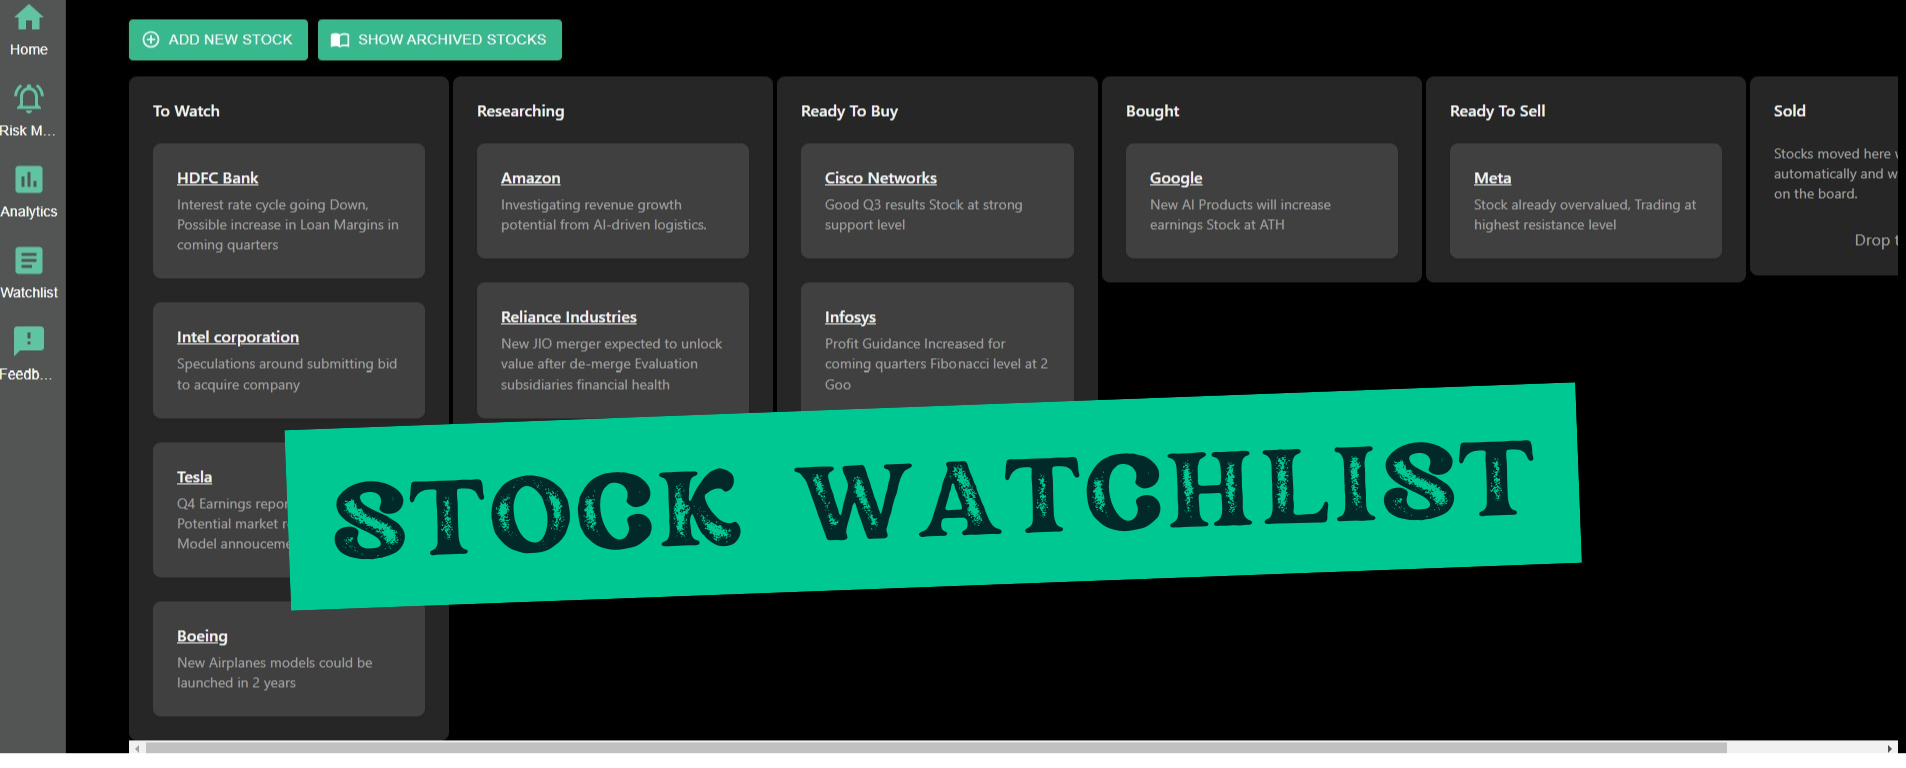 Home
Risk M...
Analytics
Watchlist
Feedb...
ADD NEW STOCK
SHOW ARCHIVED STOCKS
To Watch
HDFC Bank
Interest rate cycle going Down,
Possible increase in Loan Margins in
coming quarters
Intel corporation
Speculations around submitting bid
to acquire company
Tesla
Q4 Earnings repor
Potential market
Model annouceme
Boeing
New Airplanes models could be
launched in 2 years
Researching
Amazon
Investigating revenue growth
potential from AI-driven logistics.
Reliance Industries
New JIO merger expected to unlock
value after de-merge Evaluation
subsidiaries financial health
Ready To Buy
Cisco Networks
Good Q3 results Stock at strong
support level
Infosys
Profit Guidance Increased for
coming quarters Fibonacci level at 2
Goo
Bought
Google
New AI Products will increase
earnings Stock at ATH
Ready To Sell
Meta
Stock already overvalued, Trading at
highest resistance level
Sold
Stocks moved here
automatically and w
on the board.
Drop t
STOCK WATCHLIST